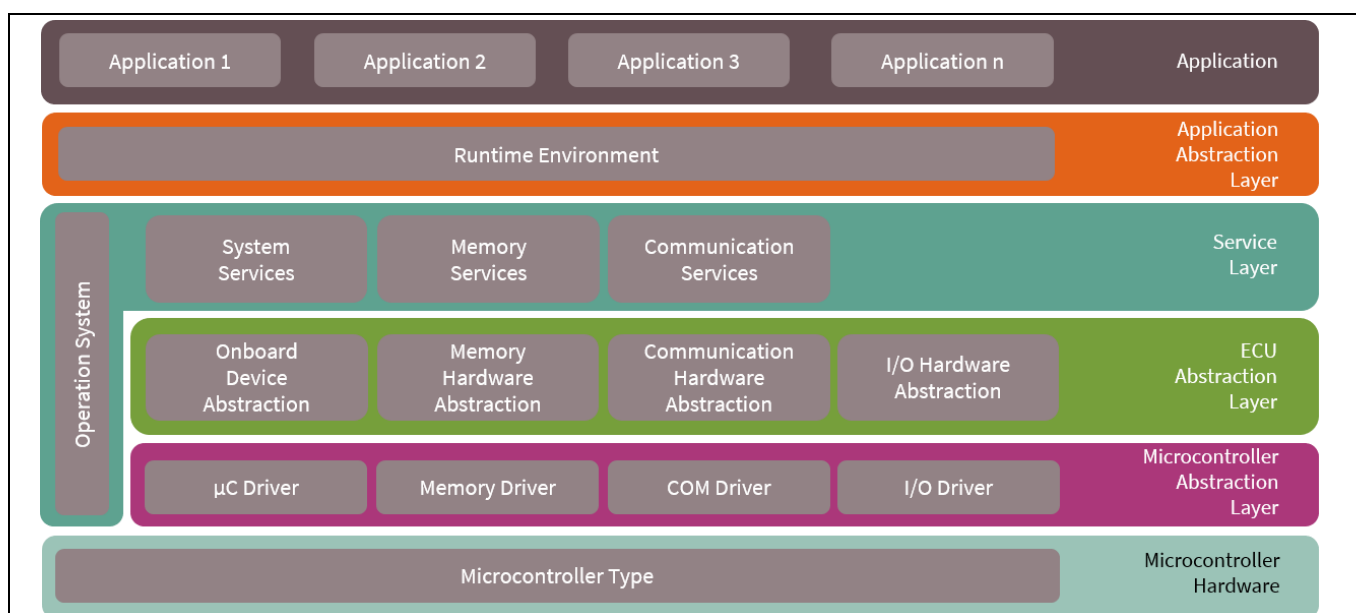 Application 1
Application 2
Application 3
Application n
Application
Runtime Environment
Application
Abstraction
Layer
Operation System
System
Services
Memory
Services
Communication
Services
Service
Layer
Onboard
Device
Abstraction
Memory
Hardware
Abstraction
Communication
Hardware
Abstraction
I/O Hardware
Abstraction
ECU
Abstraction
Layer
µC Driver
Memory Driver
COM Driver
I/O Driver
Microcontroller
Abstraction
Layer
Microcontroller Type
Microcontroller
Hardware